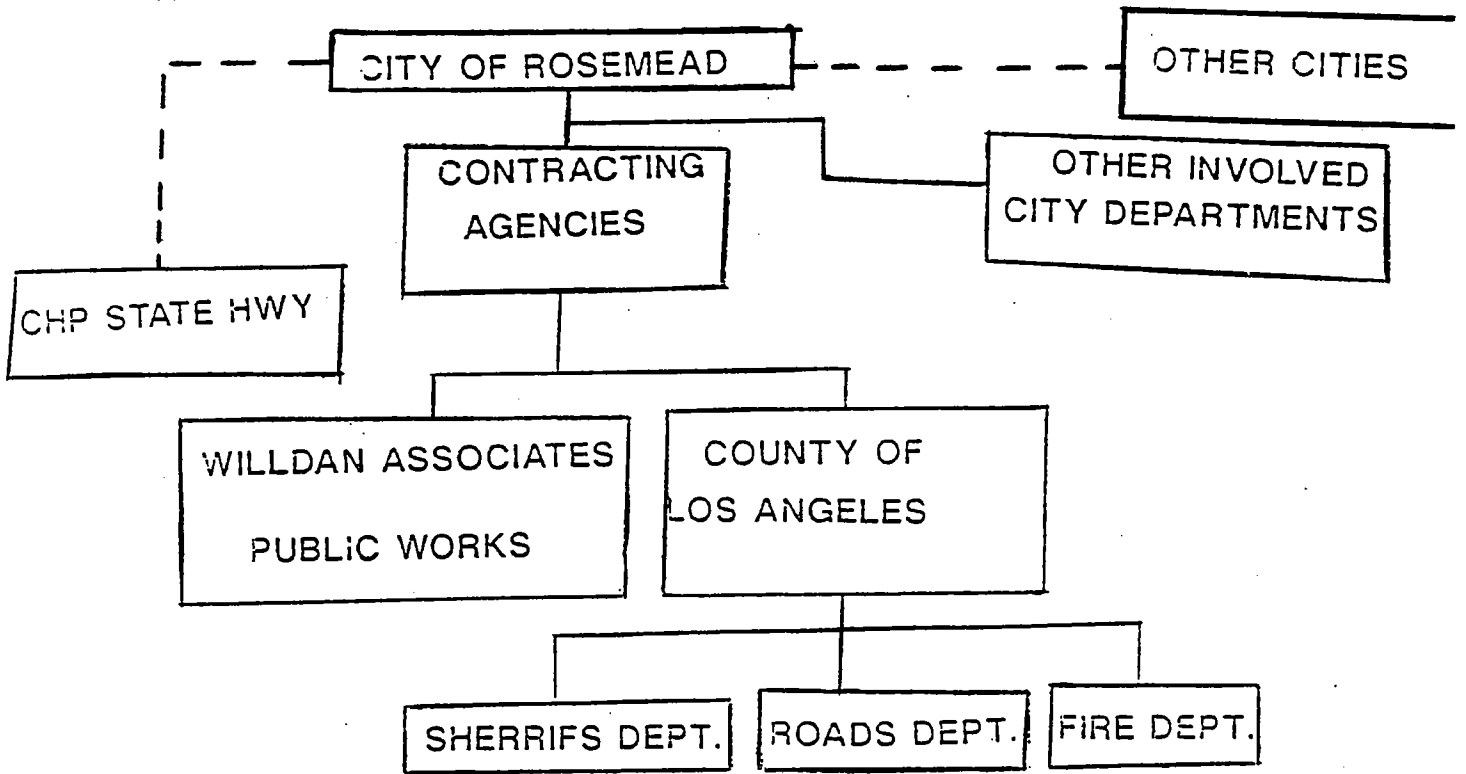 CITY OF ROSEMEAD
OTHER CITIES
CONTRACTING
AGENCIES
OTHER INVOLVED
CITY DEPARTMENTS
CHP STATE HWY
WILLDAN ASSOCIATES
PUBLIC WORKS
COUNTY OF
LOS ANGELES
SHERRIFS DEPT.
ROADS DEPT.
FIRE DEPT.